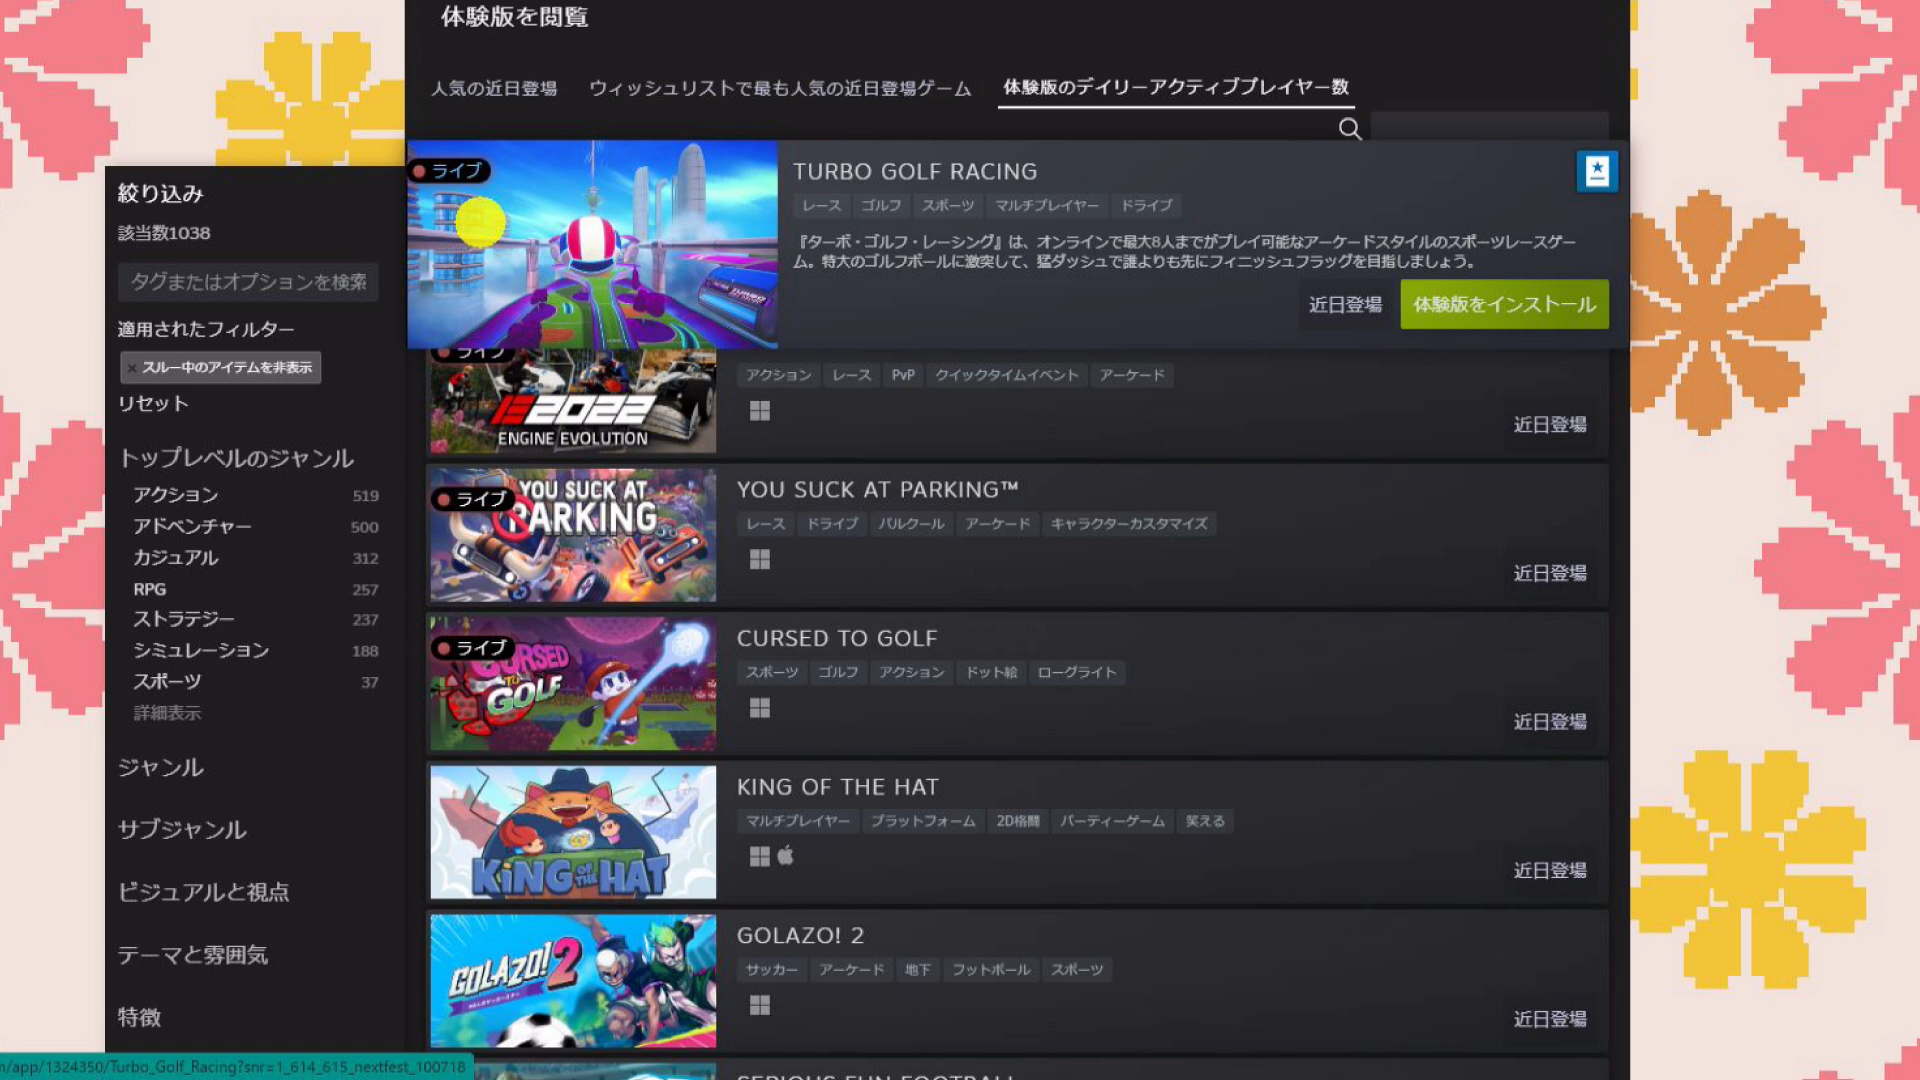 体験版を閲覧
人気の近日登場 ウィッシュリストで最も人気の近日登場ゲーム 体験版のデイリーアクティブプレイヤー数
絞り込み
該当数1038
タグまたはオプションを検索
適用されたフィルター
× スルー中のアイテムを非表示
リセット
トップレベルのジャンル
アクション 519
アドベンチャー 500
カジュアル 312
RPG 257
ストラテジー 237
シミュレーション 188
スポーツ 37
詳細表示
ジャンル
サブジャンル
ビジュアルと視点
テーマと雰囲気
特徴
ライブ
TURBO GOLF RACING
レース ゴルフ スポーツ マルチプレイヤー ドライブ
『ターボ・ゴルフ・レーシング』は、オンラインで最大8人までがプレイ可能なアーケードスタイルのスポーツレースゲー
ム。特大のゴルフボールに激突して、猛ダッシュで誰よりも先にフィニッシュフラッグを目指しましょう。
近日登場 体験版をインストール
ライブ
2022
ENGINE EVOLUTION
アクション レース PvP クイックタイムイベント アーケード
近日登場
ライブ
YOU SUCK AT
PARKING
YOU SUCK AT PARKING™
レース ドライブ パルクール アーケード キャラクターカスタマイズ
近日登場
ライブ
CURSED
TO
GOLF
CURSED TO GOLF
スポーツ ゴルフ アクション ドット絵 ローグライト
近日登場
KING OF THE HAT
KING OF THE HAT
マルチプレイヤー プラットフォーム 2D格闘 パーティーゲーム 笑える
近日登場
GOLAZO! 2
GOLAZO! 2
サッカー アーケード 地下 フットボール スポーツ
近日登場
SERIOUS FUN FOOTBALL
m/app/1324350/Turbo_Golf_Racing?snr=1_614_615_nextfest_100718